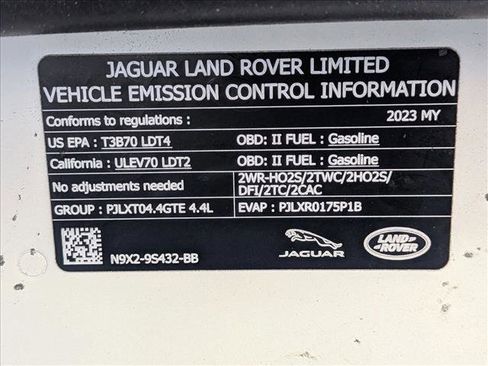 JAGUAR LAND ROVER LIMITED
VEHICLE EMISSION CONTROL INFORMATION
Conforms to regulations : 2023 MY
US EPA : T3B70 LDT4 OBD: II FUEL : Gasoline
California : ULEV70 LDT2 OBD: II FUEL : Gasoline
No adjustments needed 2WR-HO2S/2TWC/2HO2S/
DFI/2TC/2CAC
GROUP : PJLXT04.4GTE 4.4L EVAP : PJLXR0175P1B
N9X2-9S432-BB JAGUAR LAND ROVER